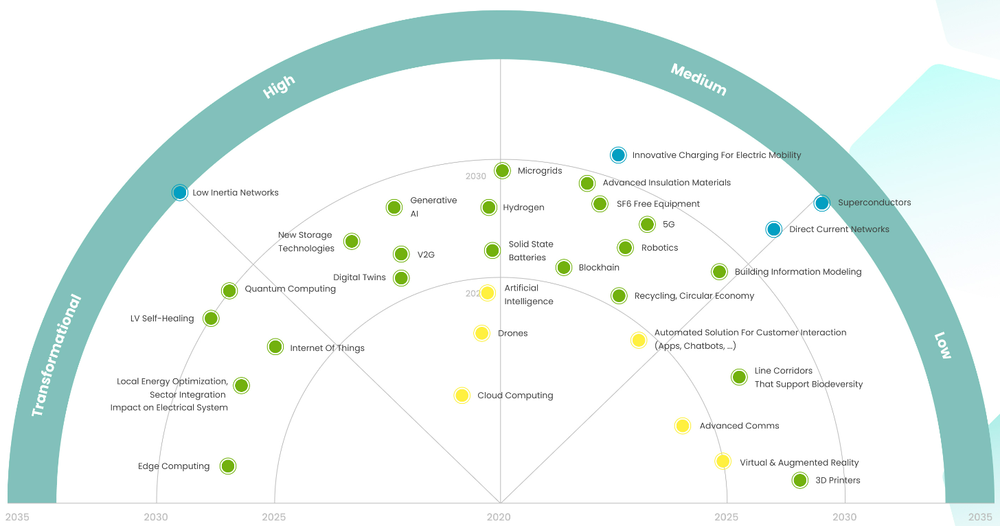 High
Medium
Transformational
Low
Innovative Charging For Electric Mobility
Microgrids
2030
Advanced Insulation Materials
Low Inertia Networks
Generative
AI
Hydrogen
SF6 Free Equipment
Superconductors
5G
Direct Current Networks
New Storage
Technologies
V2G
Solid State
Batteries
Robotics
Blockhain
Building Information Modeling
Digital Twins
Quantum Computing
202
Artificial
Intelligence
Recycling, Circular Economy
LV Self-Healing
Drones
Automated Solution For Customer Interaction
(Apps, Chatbots, ...)
Internet Of Things
Line Corridors
That Support Biodeversity
Local Energy Optimization,
Sector Integration
Impact on Electrical System
Cloud Computing
Advanced Comms
Edge Computing
Virtual & Augmented Reality
3D Printers
2035
2030
2025
2020
2025
2030
2035